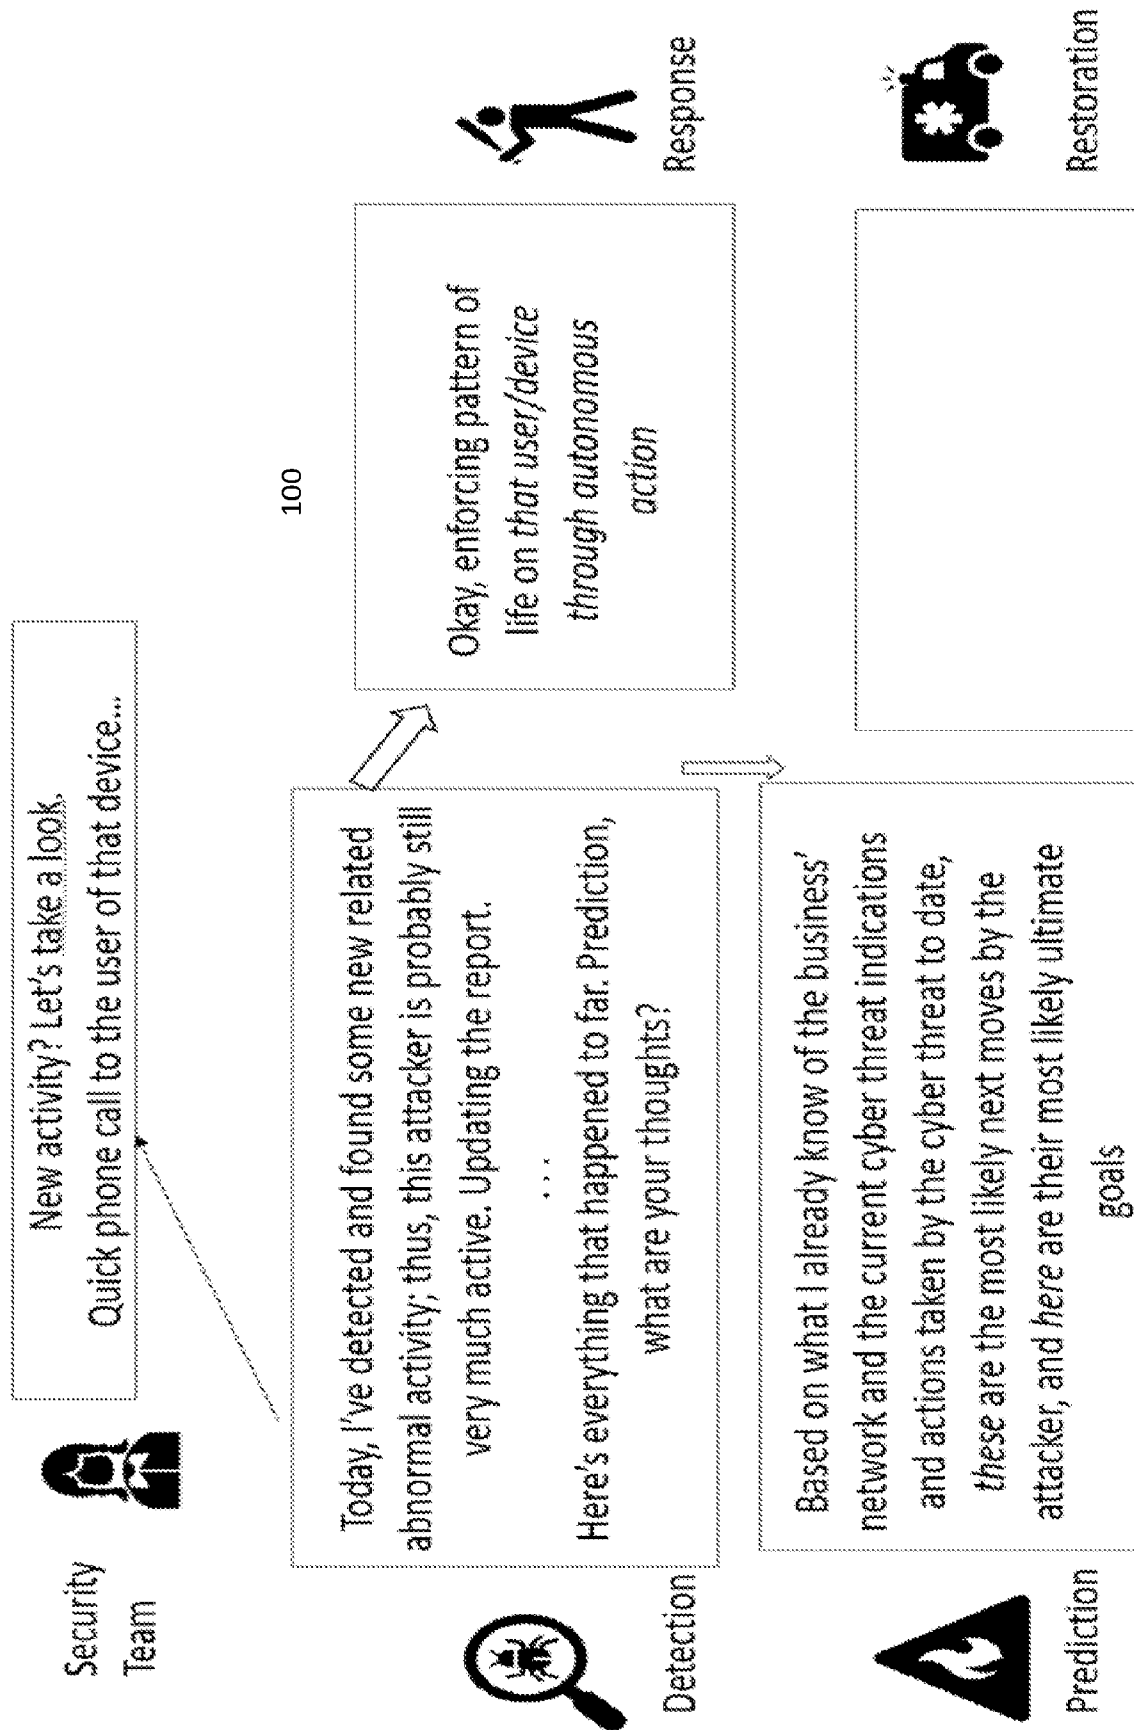 Security
Team
New activity? Let's take a look.
Quick phone call to the user of that device...
100
Detection
Today, I've detected and found some new related
abnormal activity; thus, this attacker is probably still
very much active. Updating the report.
...
Here's everything that happened to far. Prediction,
what are your thoughts?
Okay, enforcing pattern of
life on that user/device
through autonomous
action
Response
Prediction
Based on what I already know of the business'
network and the current cyber threat indications
and actions taken by the cyber threat to date,
these are the most likely next moves by the
attacker, and here are their most likely ultimate
goals
Restoration